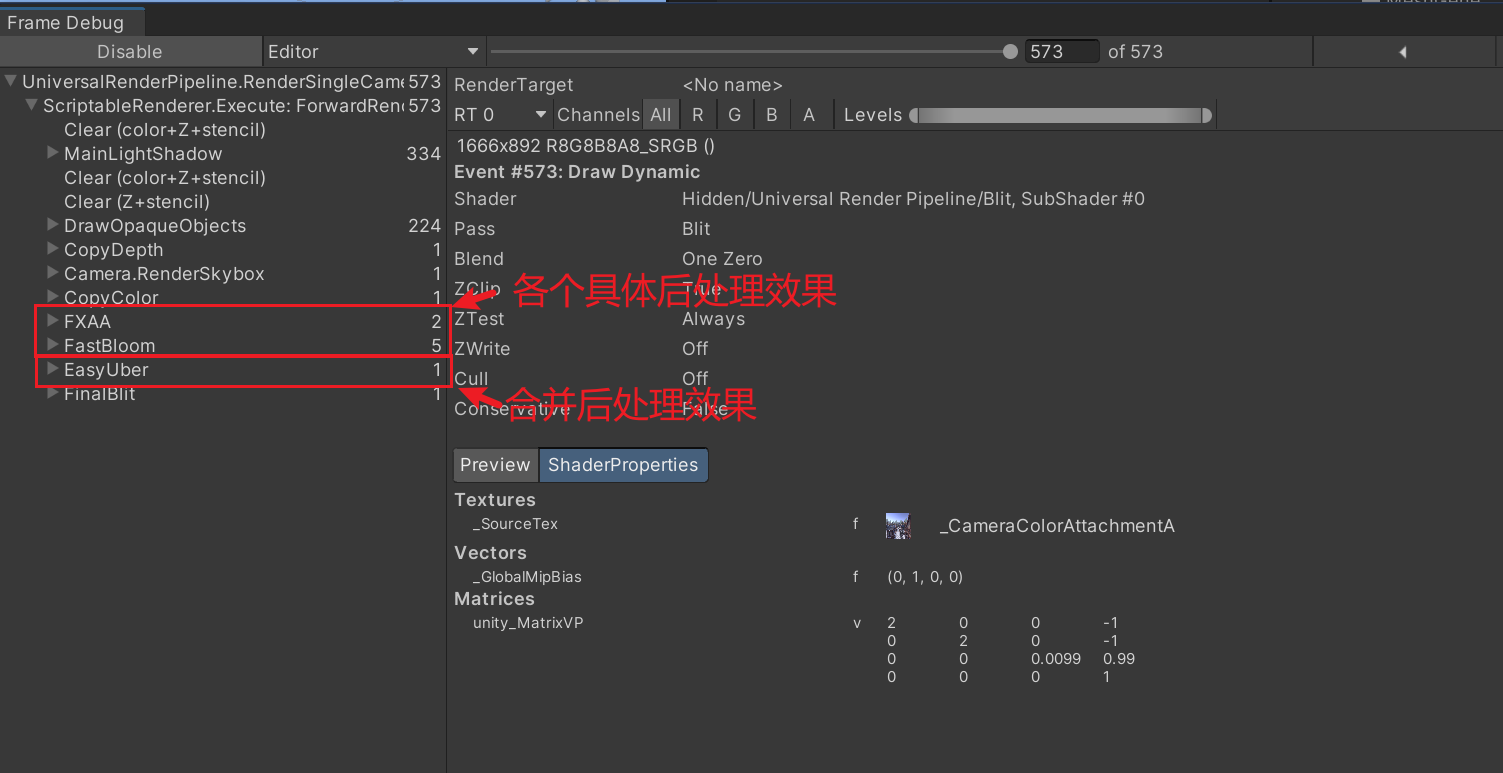 Frame Debug
Disable
Editor
573 of 573
UniversalRenderPipeline.RenderSingleCame 573
ScriptableRenderer.Execute: ForwardRend 573
Clear (color+Z+stencil)
MainLightShadow 334
Clear (color+Z+stencil)
Clear (Z+stencil)
DrawOpaqueObjects 224
CopyDepth 1
Camera.RenderSkybox 1
CopyColor 1
FXAA 2
FastBloom 5
EasyUber 1
FinalBlit 1
RenderTarget <No name>
RT 0 Channels All R G B A Levels
1666x892 R8G8B8A8_SRGB ()
Event #573: Draw Dynamic
Shader Hidden/Universal Render Pipeline/Blit, SubShader #0
Pass Blit
Blend One Zero
ZClip True
各个具体后处理效果
ZTest Always
ZWrite Off
Cull Off
Conservative False
合并后处理效果
Preview ShaderProperties
Textures
_SourceTex f _CameraColorAttachmentA
Vectors
_GlobalMipBias f (0, 1, 0, 0)
Matrices
unity_MatrixVP v 2 0 0 -1
0 2 0 -1
0 0 0.0099 0.99
0 0 0 1